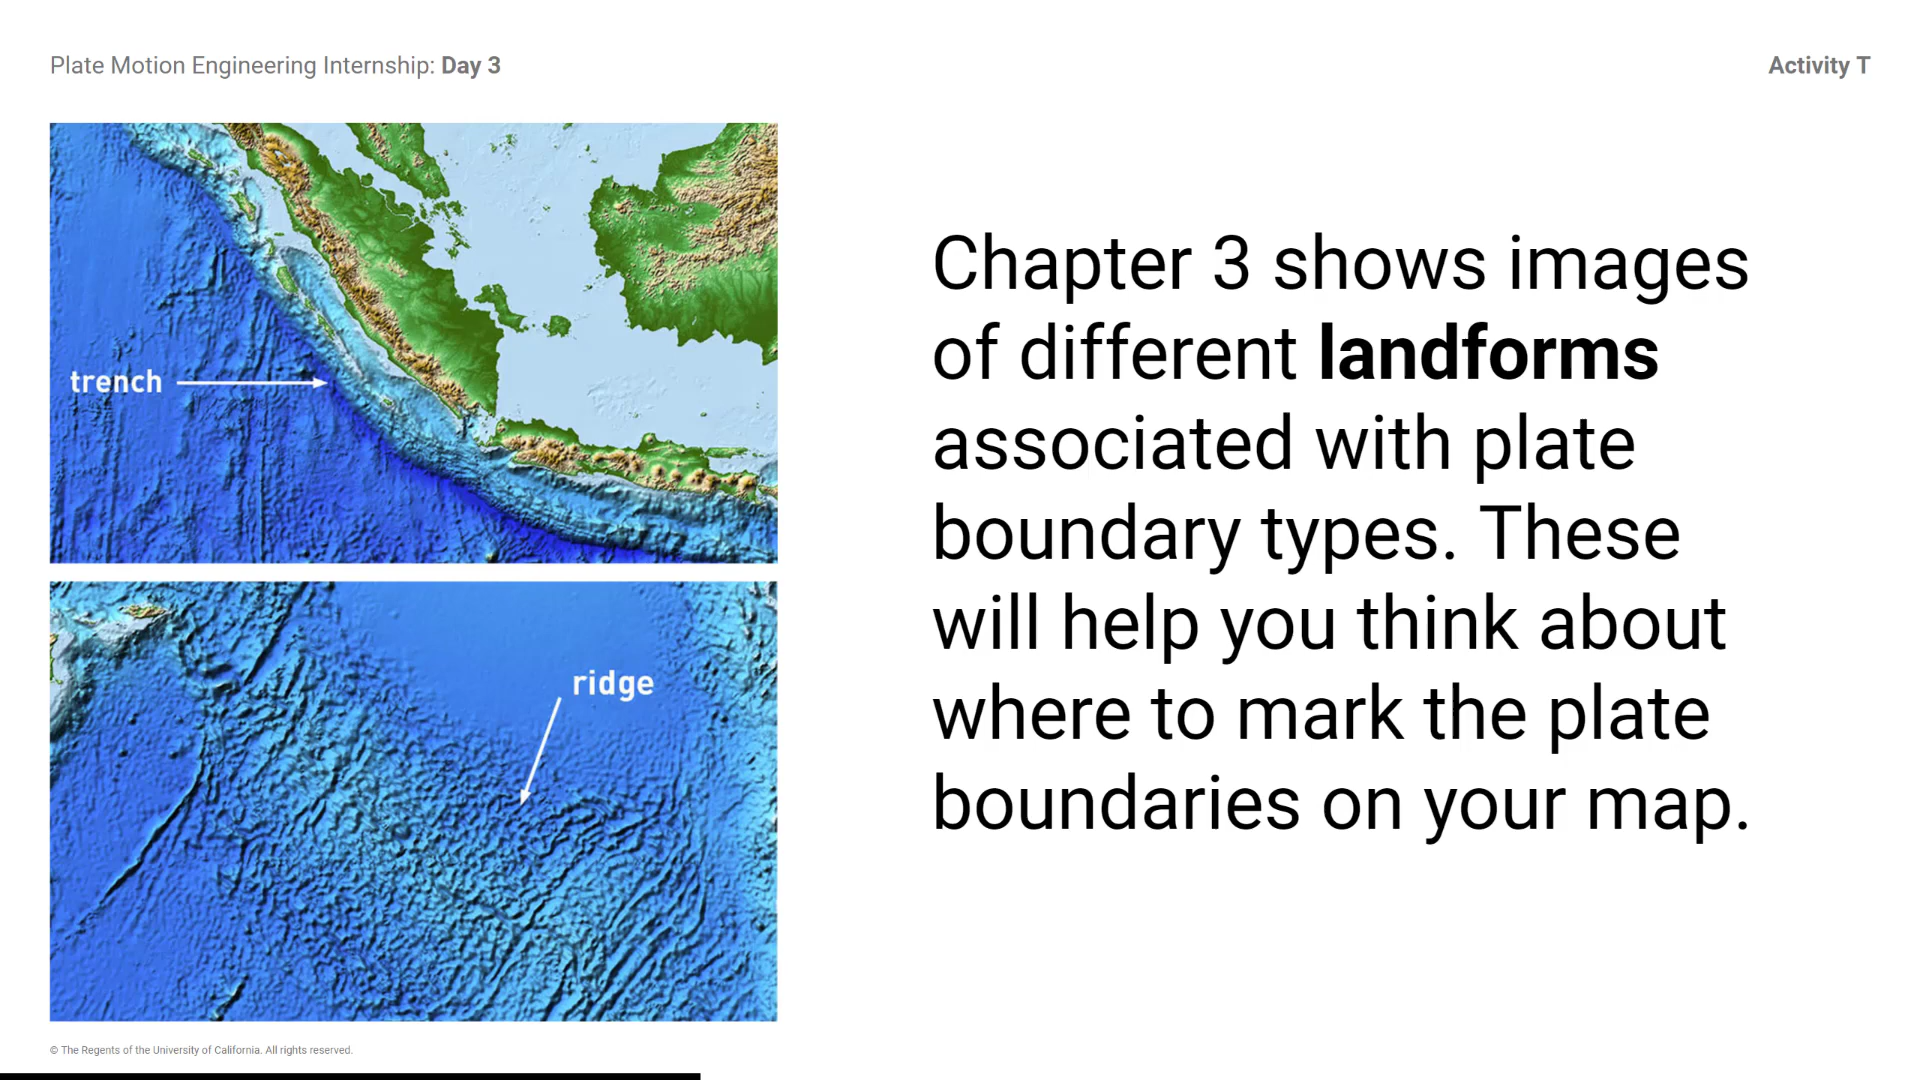 Plate Motion Engineering Internship: Day 3
Activity T
trench
ridge
Chapter 3 shows images
of different landforms
associated with plate
boundary types. These
will help you think about
where to mark the plate
boundaries on your map.
© The Regents of the University of California. All rights reserved.